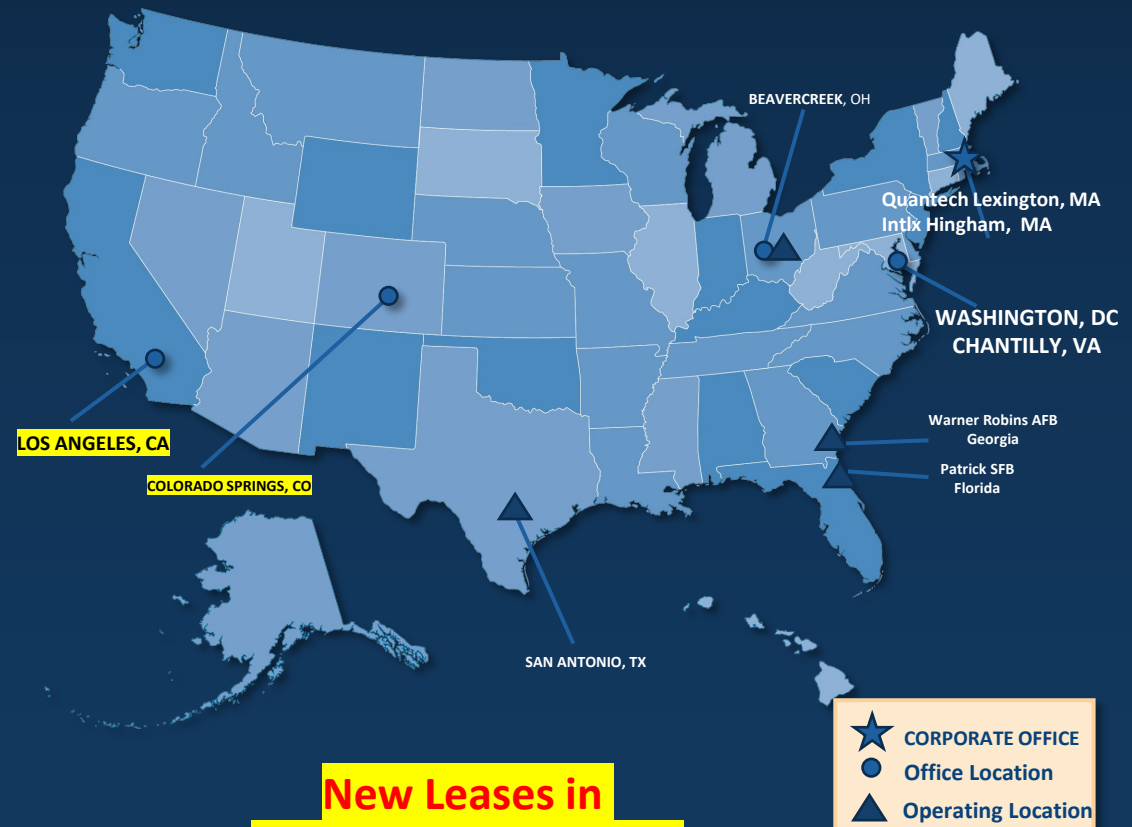 BEAVERCREEK, OH
Quantech Lexington, MA
Intlx Hingham, MA
WASHINGTON, DC
CHANTILLY, VA
LOS ANGELES, CA
Warner Robins AFB
Georgia
Patrick SFB
Florida
COLORADO SPRINGS, CO
SAN ANTONIO, TX
CORPORATE OFFICE
Office Location
Operating Location
New Leases in